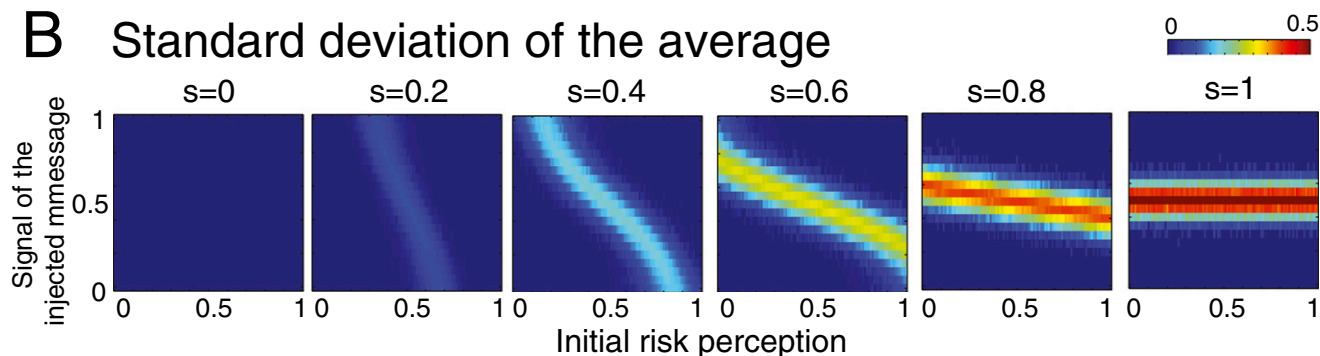 B Standard deviation of the average
0 0.5
s=0 s=0.2 s=0.4 s=0.6 s=0.8 s=1
Signal of the
injected mmessage
1
0.5
0
0 0.5 1 0 0.5 1 0 0.5 1 0 0.5 1 0 0.5 1 0 0.5 1
Initial risk perception